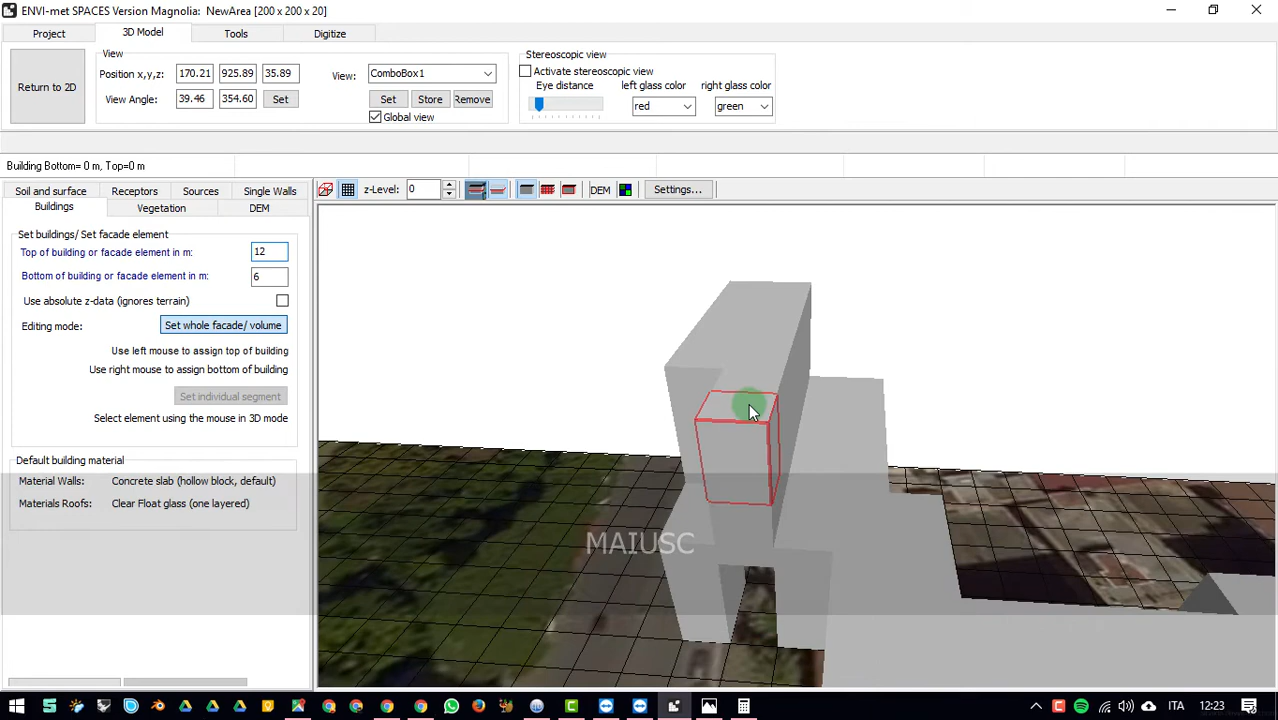 ENVI-met SPACES Version Magnolia:  NewArea [200 x 200 x 20]
Project
3D Model
Tools
Digitize
View
Position x,y,z:
170.21
925.89
35.89
View:
ComboBox1
View Angle:
39.46
354.60
Set
Set
Store
Remove
Global view
Return to 2D
Stereoscopic view
Activate stereoscopic view
Eye distance
left glass color
right glass color
red
green
Building Bottom= 0 m, Top=0 m
Soil and surface
Receptors
Sources
Single Walls
Buildings
Vegetation
DEM
z-Level:
0
DEM
Settings...
Set buildings/ Set facade element
Top of building or facade element in m:
12
Bottom of building or facade element in m:
6
Use absolute z-data (ignores terrain)
Editing mode:
Set whole facade/ volume
Use left mouse to assign top of building
Use right mouse to assign bottom of building
Set individual segment
Select element using the mouse in 3D mode
Default building material
Material Walls:
Concrete slab (hollow block, default)
Materials Roofs:
Clear Float glass (one layered)
MAIUSC
ITA
12:23